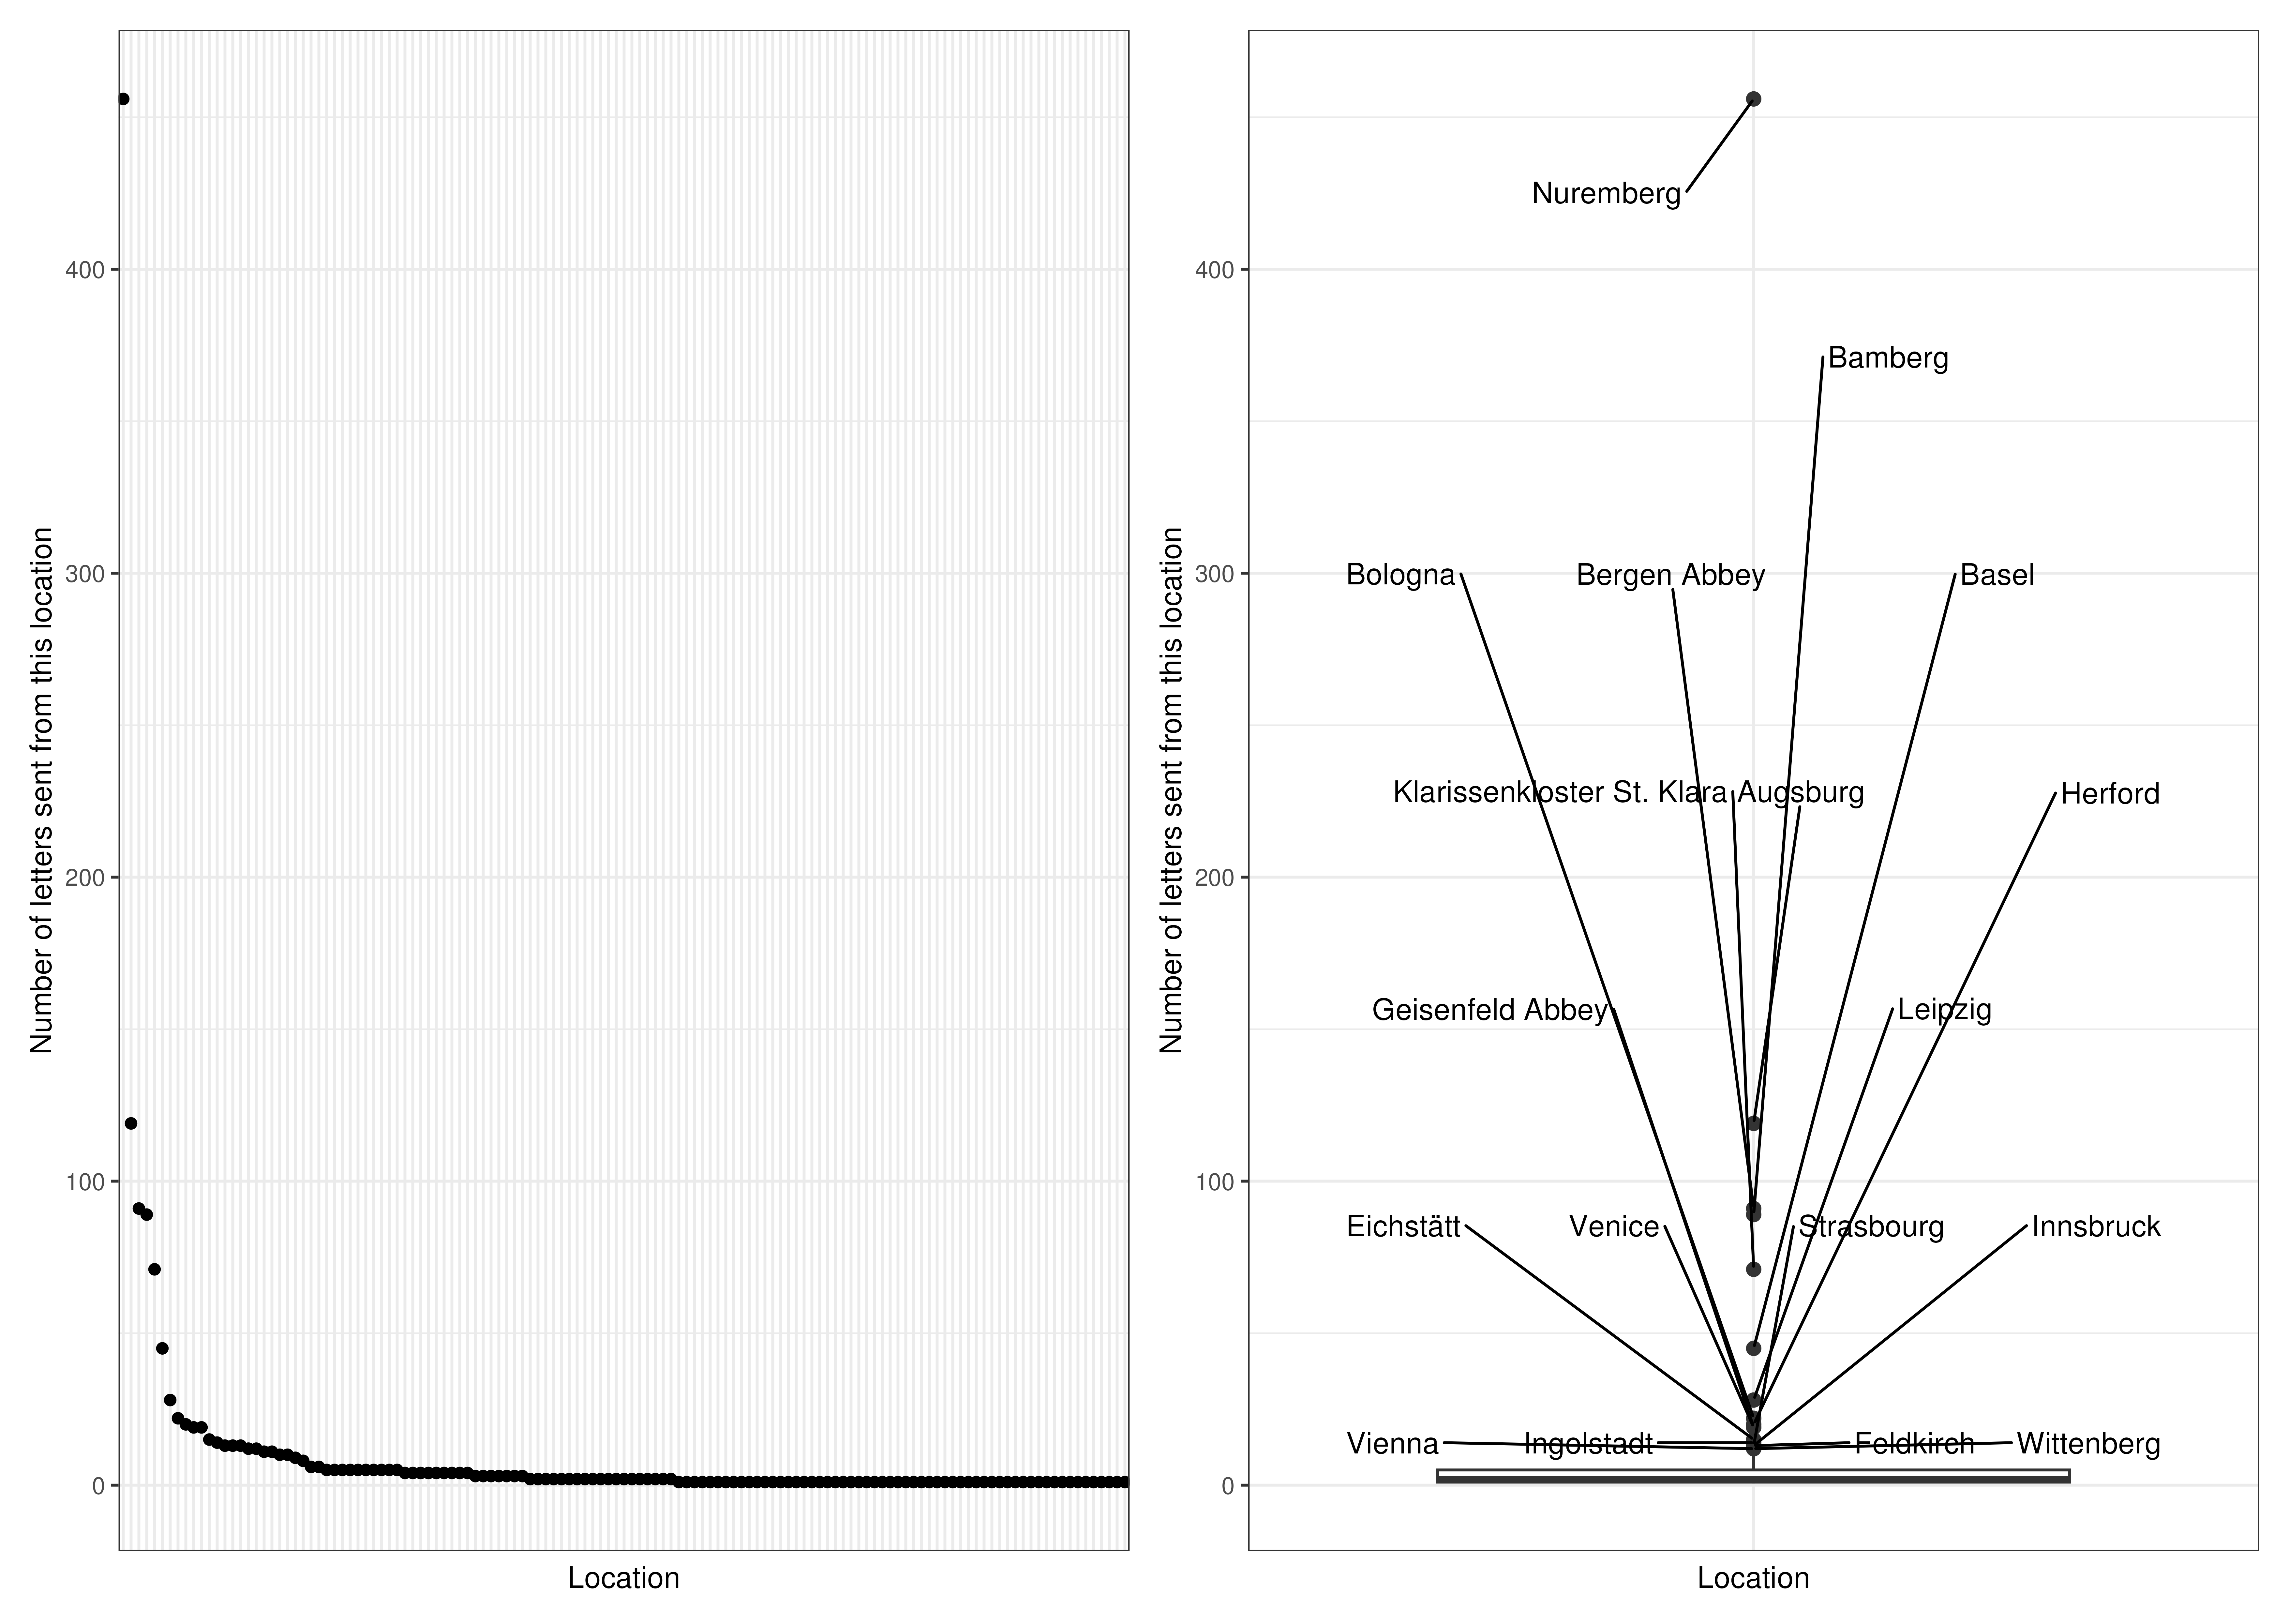 Number of letters sent from this location
400
300
200
100
0
Location
Number of letters sent from this location
400
300
200
100
0
Nuremberg
Bamberg
Bologna
Bergen Abbey
Basel
Klarissenkloster St. Klara
Augsburg
Herford
Geisenfeld Abbey
Leipzig
Eichstätt
Venice
Strasbourg
Innsbruck
Vienna
Ingolstadt
Feldkirch
Wittenberg
Location